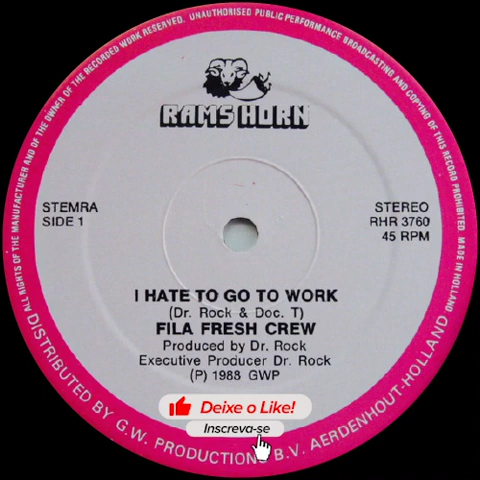 ALL RIGHTS OF THE MANUFACTURER AND OF THE OWNER OF THE RECORDED WORK RESERVED. UNAUTHORISED PUBLIC PERFORMANCE BROADCASTING AND COPYING OF THIS RECORD PROHIBITED. MADE IN HOLLAND
RAMS HORN
STEMRA
SIDE 1
STEREO
RHR 3760
45 RPM
I HATE TO GO TO WORK
(Dr. Rock & Doc. T)
FILA FRESH CREW
Produced by Dr. Rock
Executive Producer Dr. Rock
(P) 1988 GWP
Deixe o Like!
Inscreva-se
DISTRIBUTED BY G.W. PRODUCTIONS B.V. AERDENHOUT-HOLLAND